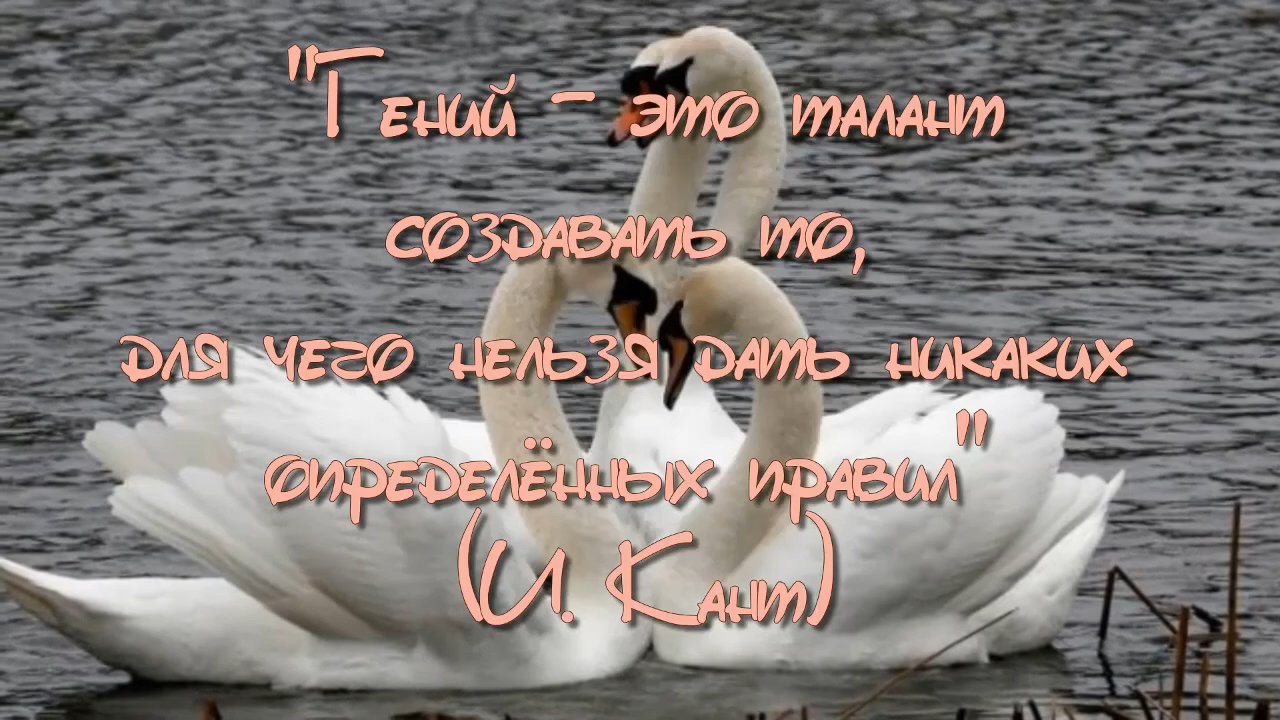 "Гений – это талант
создавать то,
для чего нельзя дать никаких
определённых правил"
(И. Кант)